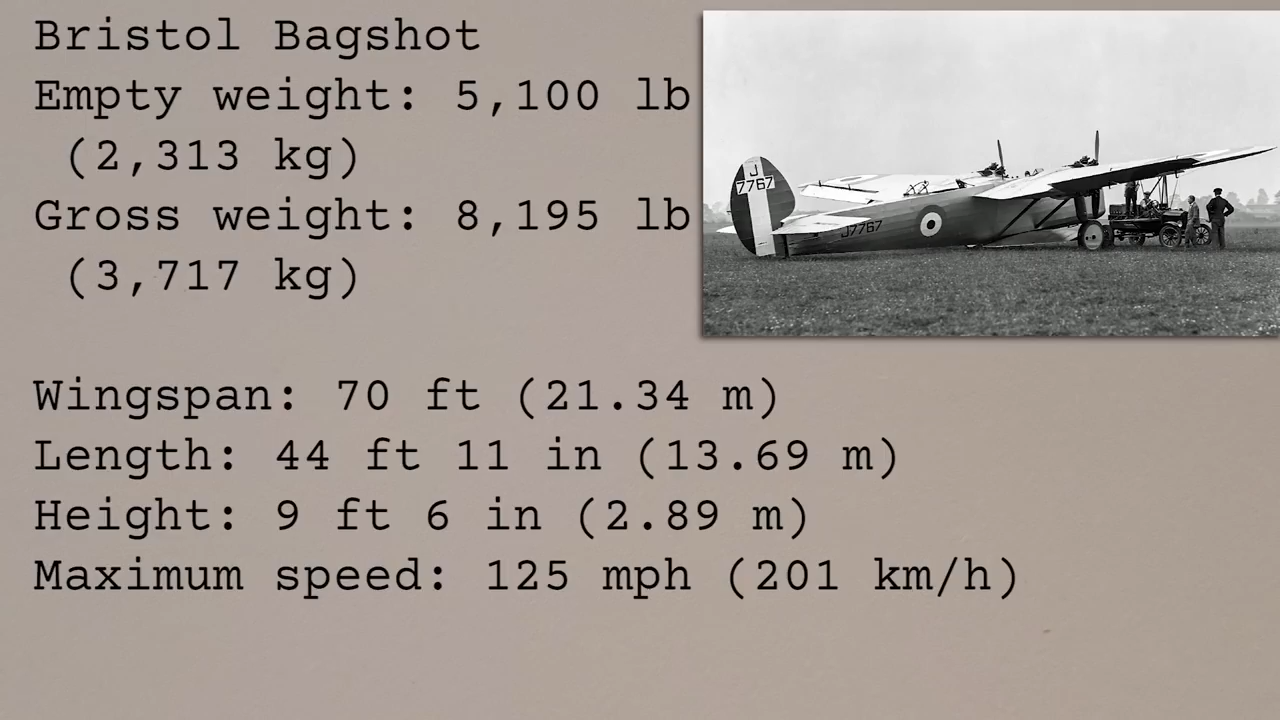 Bristol Bagshot
Empty weight: 5,100 lb
(2,313 kg)
Gross weight: 8,195 lb
(3,717 kg)
Wingspan: 70 ft (21.34 m)
Length: 44 ft 11 in (13.69 m)
Height: 9 ft 6 in (2.89 m)
Maximum speed: 125 mph (201 km/h)
J
7767
J7767